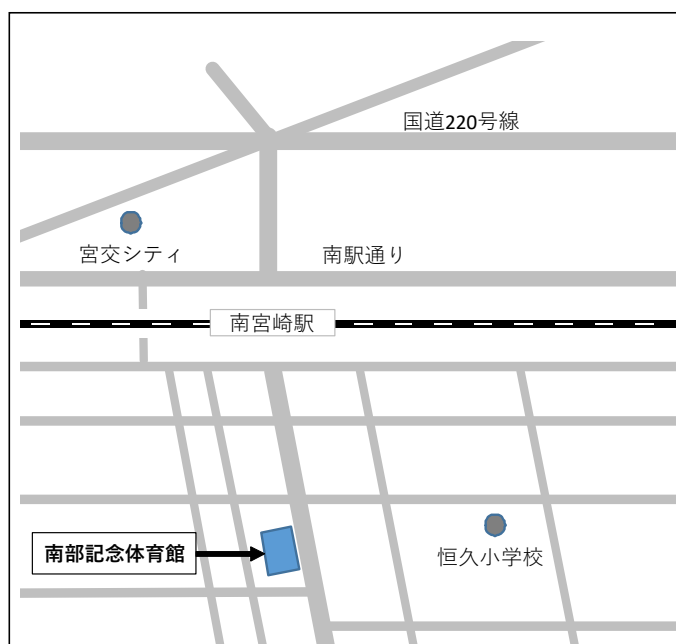 国道220号線
宮交シティ
南駅通り
南宮崎駅
南部記念体育館
恒久小学校